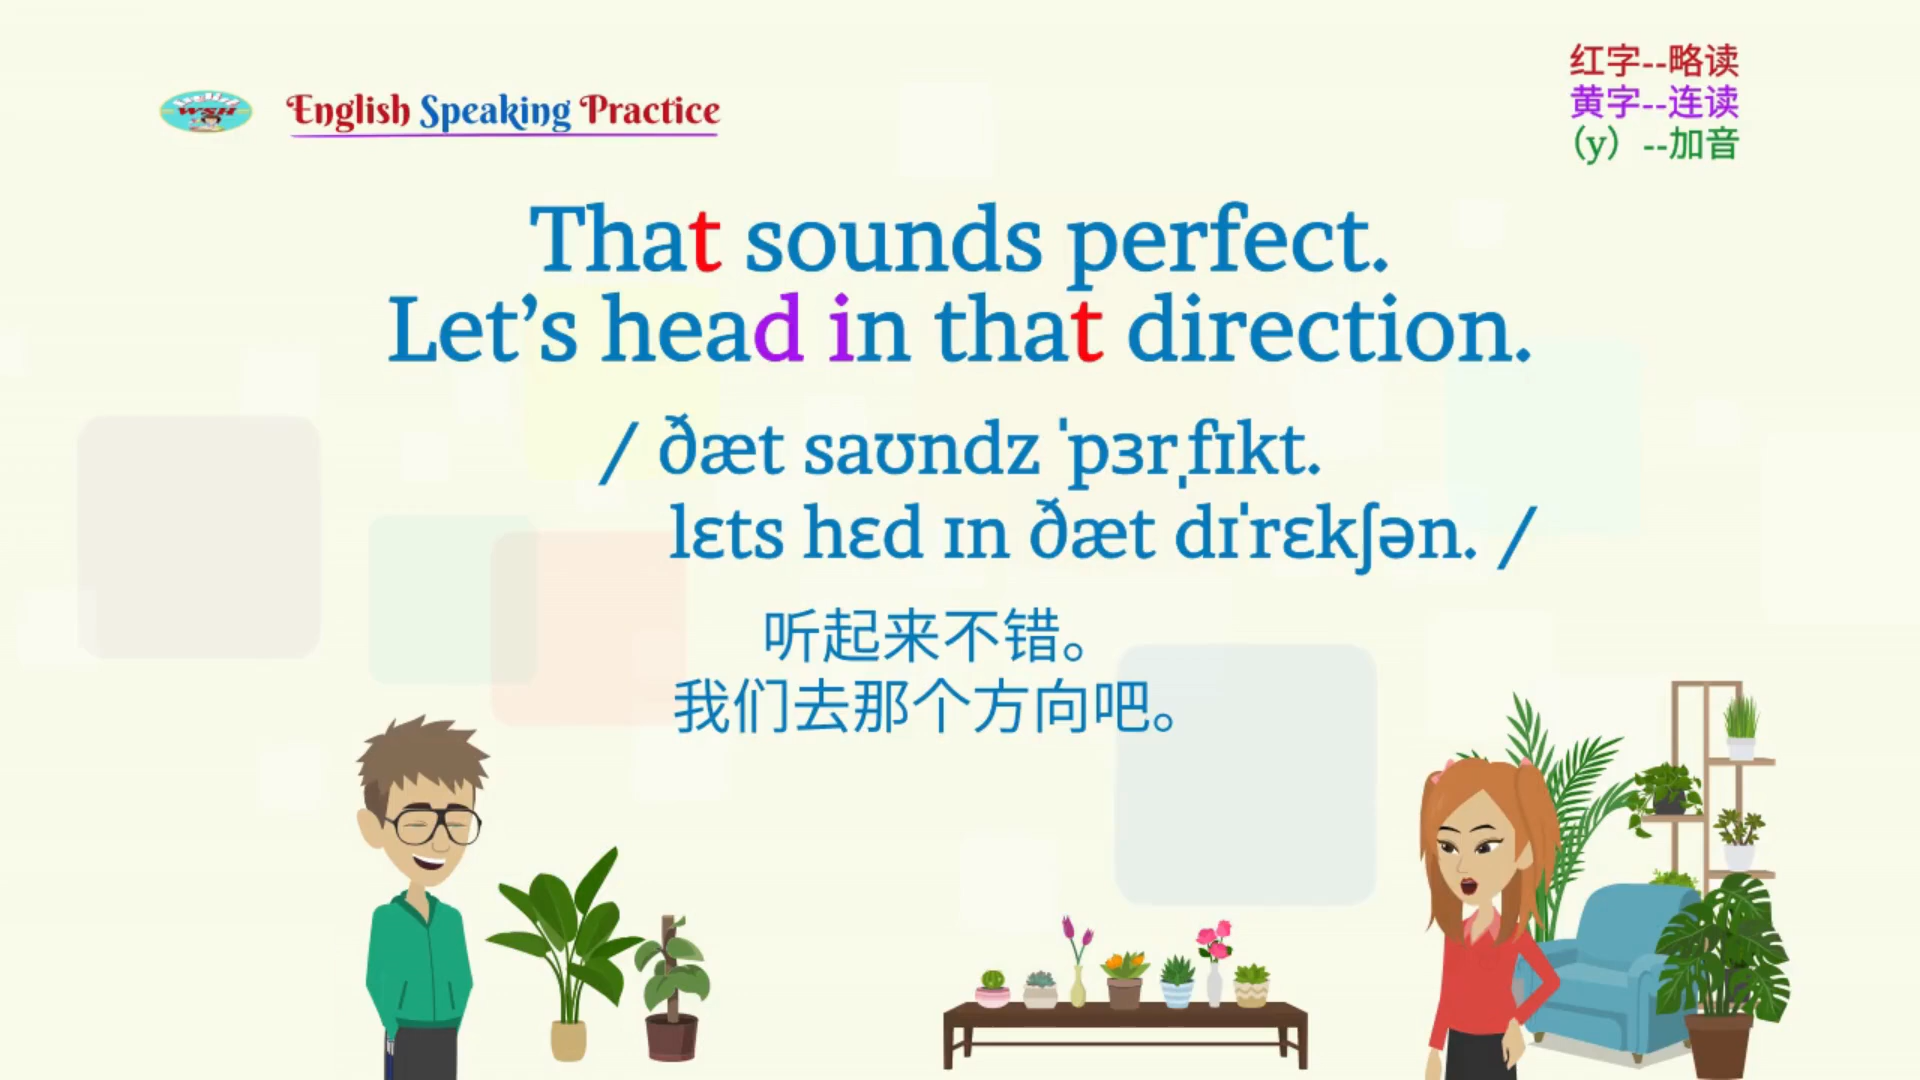 English Speaking Practice
红字--略读
黄字--连读
（y）--加音
That sounds perfect.
Let’s head in that direction.
/ ðæt saʊndz ˈpɜrˌfɪkt.
lɛts hɛd ɪn ðæt dɪˈrɛkʃən. /
听起来不错。
我们去那个方向吧。